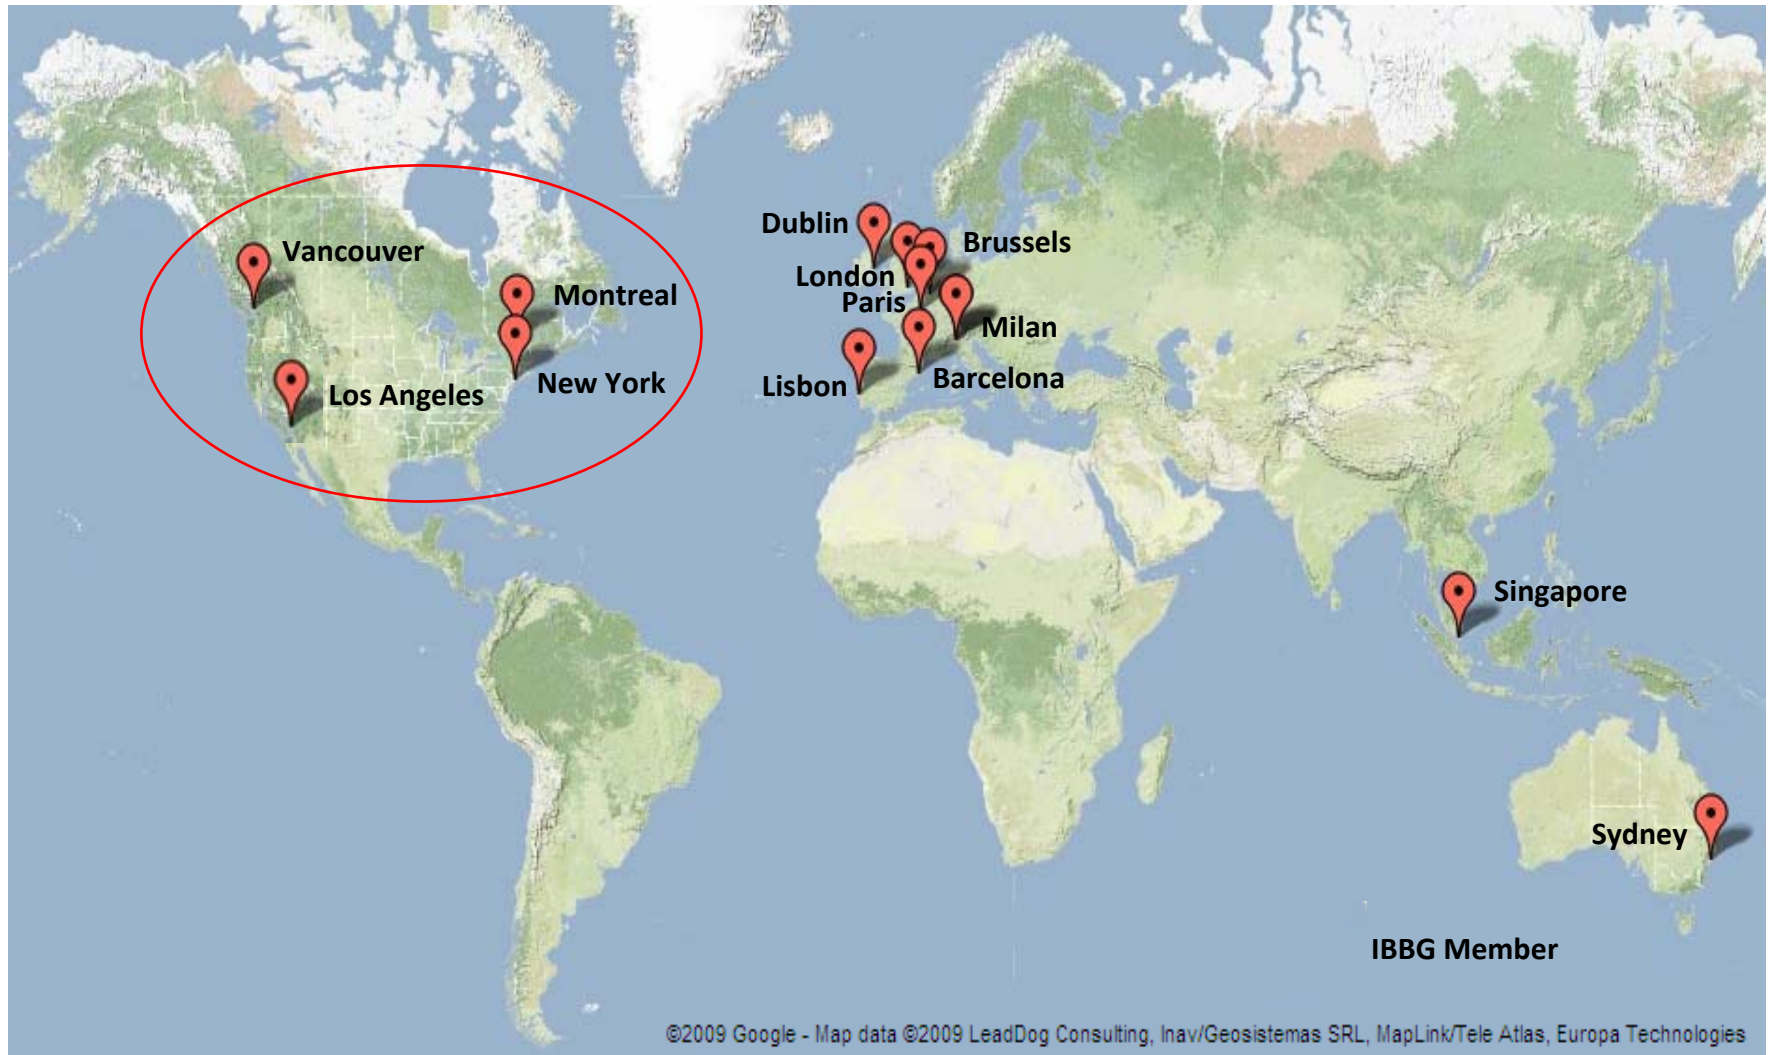 Dublin
Brussels
Vancouver
London
Montreal
Paris
Milan
Barcelona
New York
Lisbon
Los Angeles
Singapore
Sydney
IBBG Member
©2009 Google - Map data ©2009 LeadDog Consulting, Inav/Geosistemas SRL, MapLink/Tele Atlas, Europa Technologies